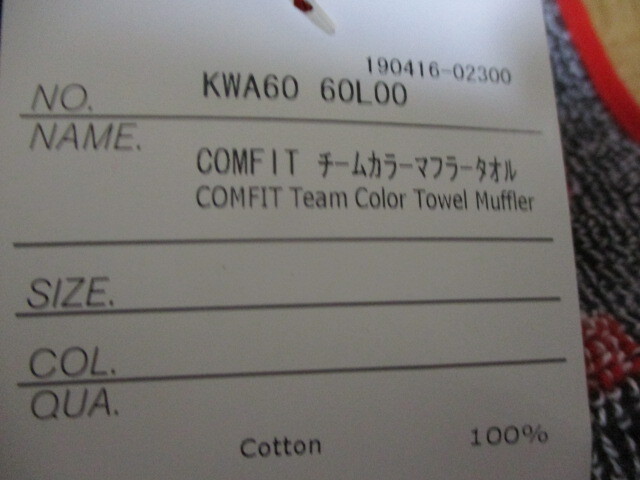 190416-02300
NO. KWA60 60L00
NAME.
COMFIT チームカラーマフラータオル
COMFIT Team Color Towel Muffler
SIZE.
COL.
QUA.
Cotton 100%